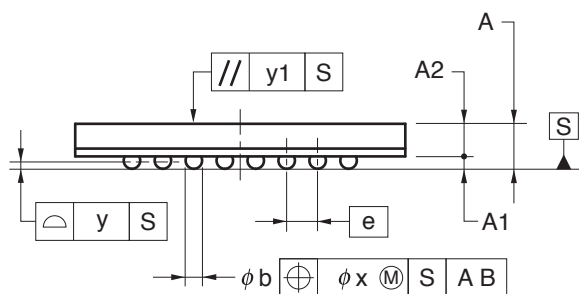 A
// y1 S
A2
S
⌓ y S
e
A1
φb ⌖ φx Ⓜ S A B